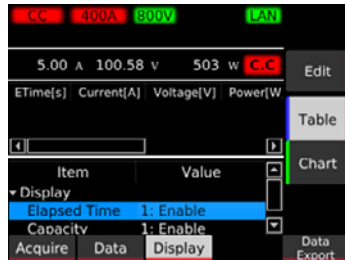 CC 400A 800V LAN
5.00 A 100.58 V 503 W C.C
Edit
ETime[s] Current[A] Voltage[V] Power[W
Table
Chart
Item Value
Display
Elapsed Time 1: Enable
Capacity 1: Enable
Acquire Data Display
Data
Export